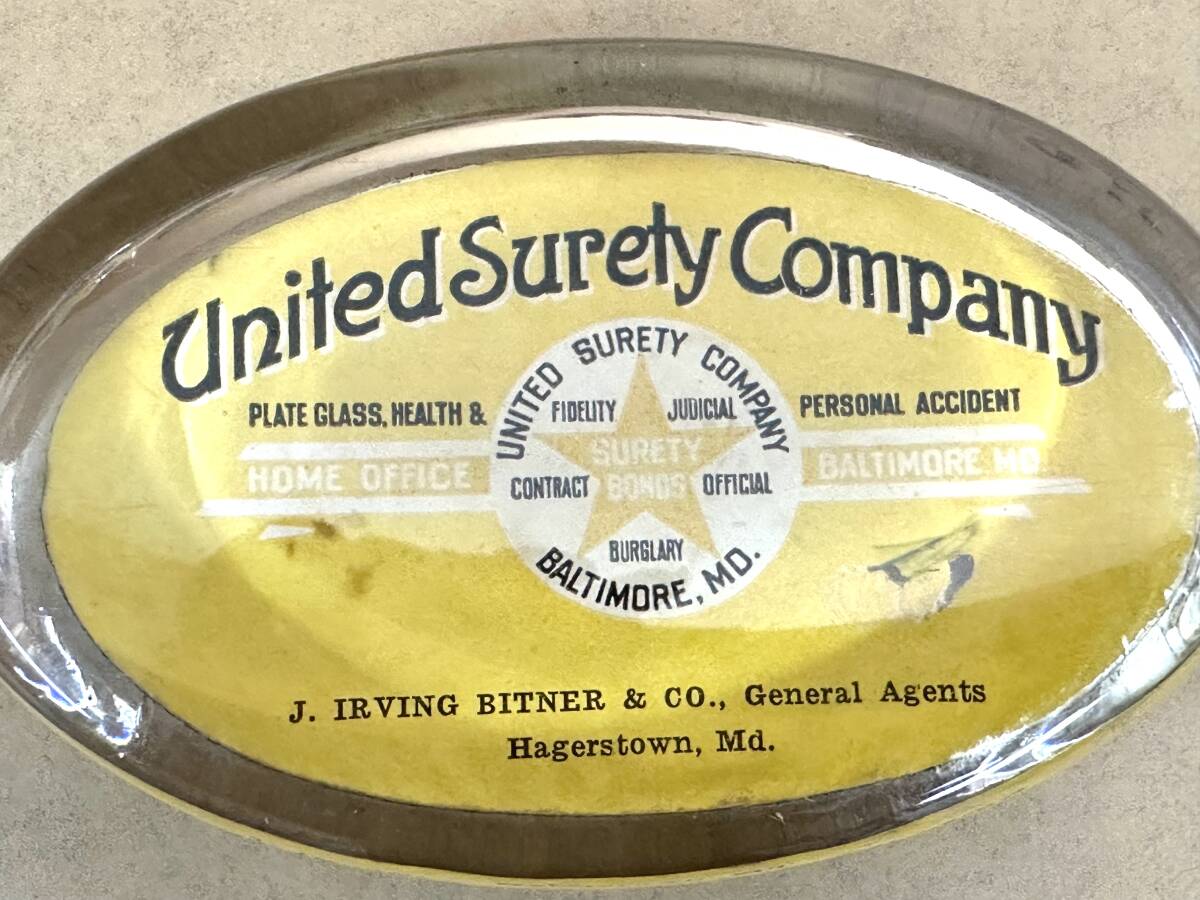 United Surety Company
PLATE GLASS, HEALTH &
PERSONAL ACCIDENT
HOME OFFICE
BALTIMORE MD
UNITED SURETY COMPANY
FIDELITY
JUDICIAL
SURETY
BONDS
CONTRACT
OFFICIAL
BURGLARY
BALTIMORE, MD.
J. IRVING BITNER & CO., General Agents
Hagerstown, Md.